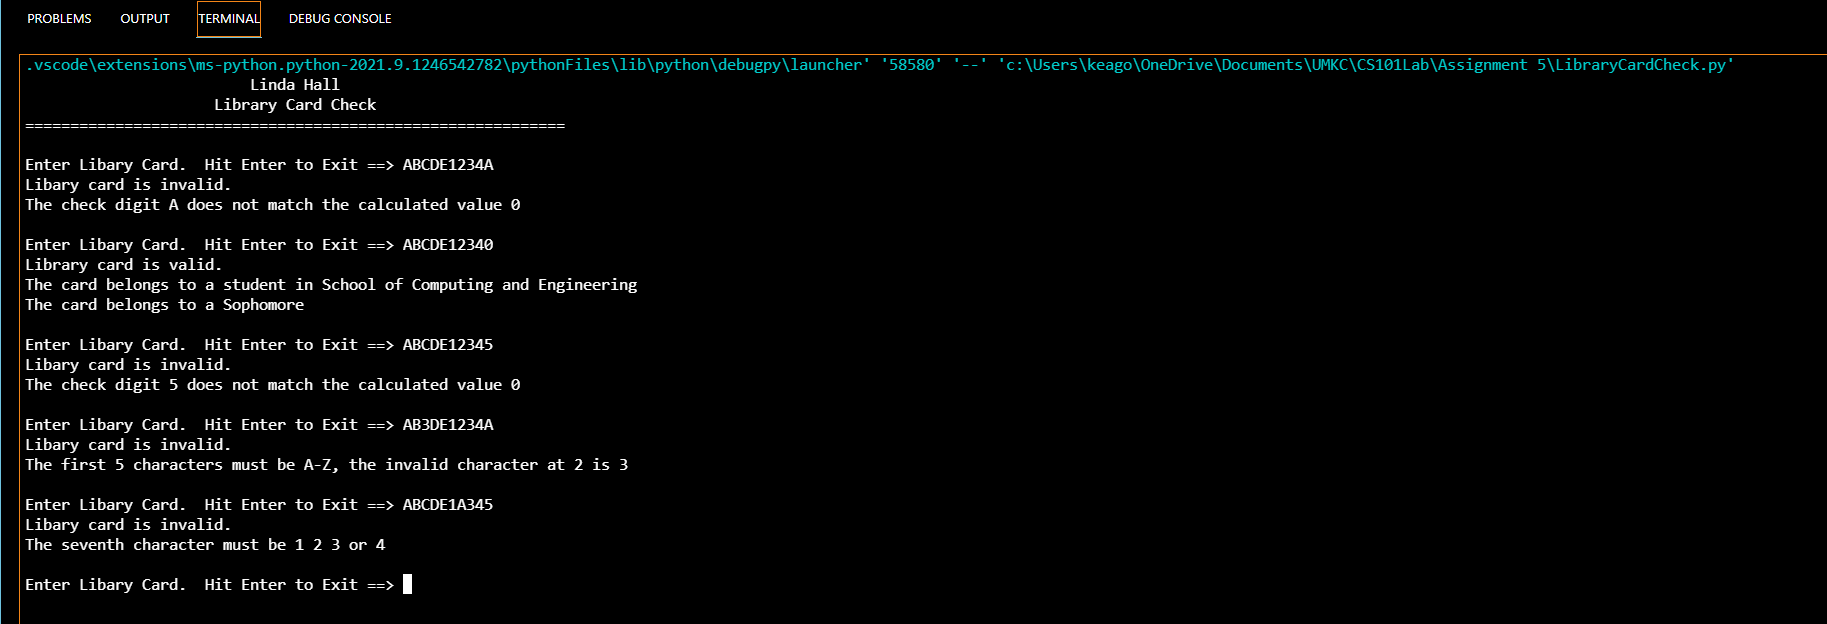 PROBLEMS OUTPUT TERMINAL DEBUG CONSOLE
.vscode\extensions\ms-python.python-2021.9.1246542782\pythonFiles\lib\python\debugpy\launcher' '58580' '--' 'c:\Users\keago\OneDrive\Documents\UMKC\CS101Lab\Assignment 5\LibraryCardCheck.py'
Linda Hall
Library Card Check
============================================================
Enter Libary Card.  Hit Enter to Exit ==> ABCDE1234A
Libary card is invalid.
The check digit A does not match the calculated value 0
Enter Libary Card.  Hit Enter to Exit ==> ABCDE12340
Library card is valid.
The card belongs to a student in School of Computing and Engineering
The card belongs to a Sophomore
Enter Libary Card.  Hit Enter to Exit ==> ABCDE12345
Libary card is invalid.
The check digit 5 does not match the calculated value 0
Enter Libary Card.  Hit Enter to Exit ==> AB3DE1234A
Libary card is invalid.
The first 5 characters must be A-Z, the invalid character at 2 is 3
Enter Libary Card.  Hit Enter to Exit ==> ABCDE1A345
Libary card is invalid.
The seventh character must be 1 2 3 or 4
Enter Libary Card.  Hit Enter to Exit ==>